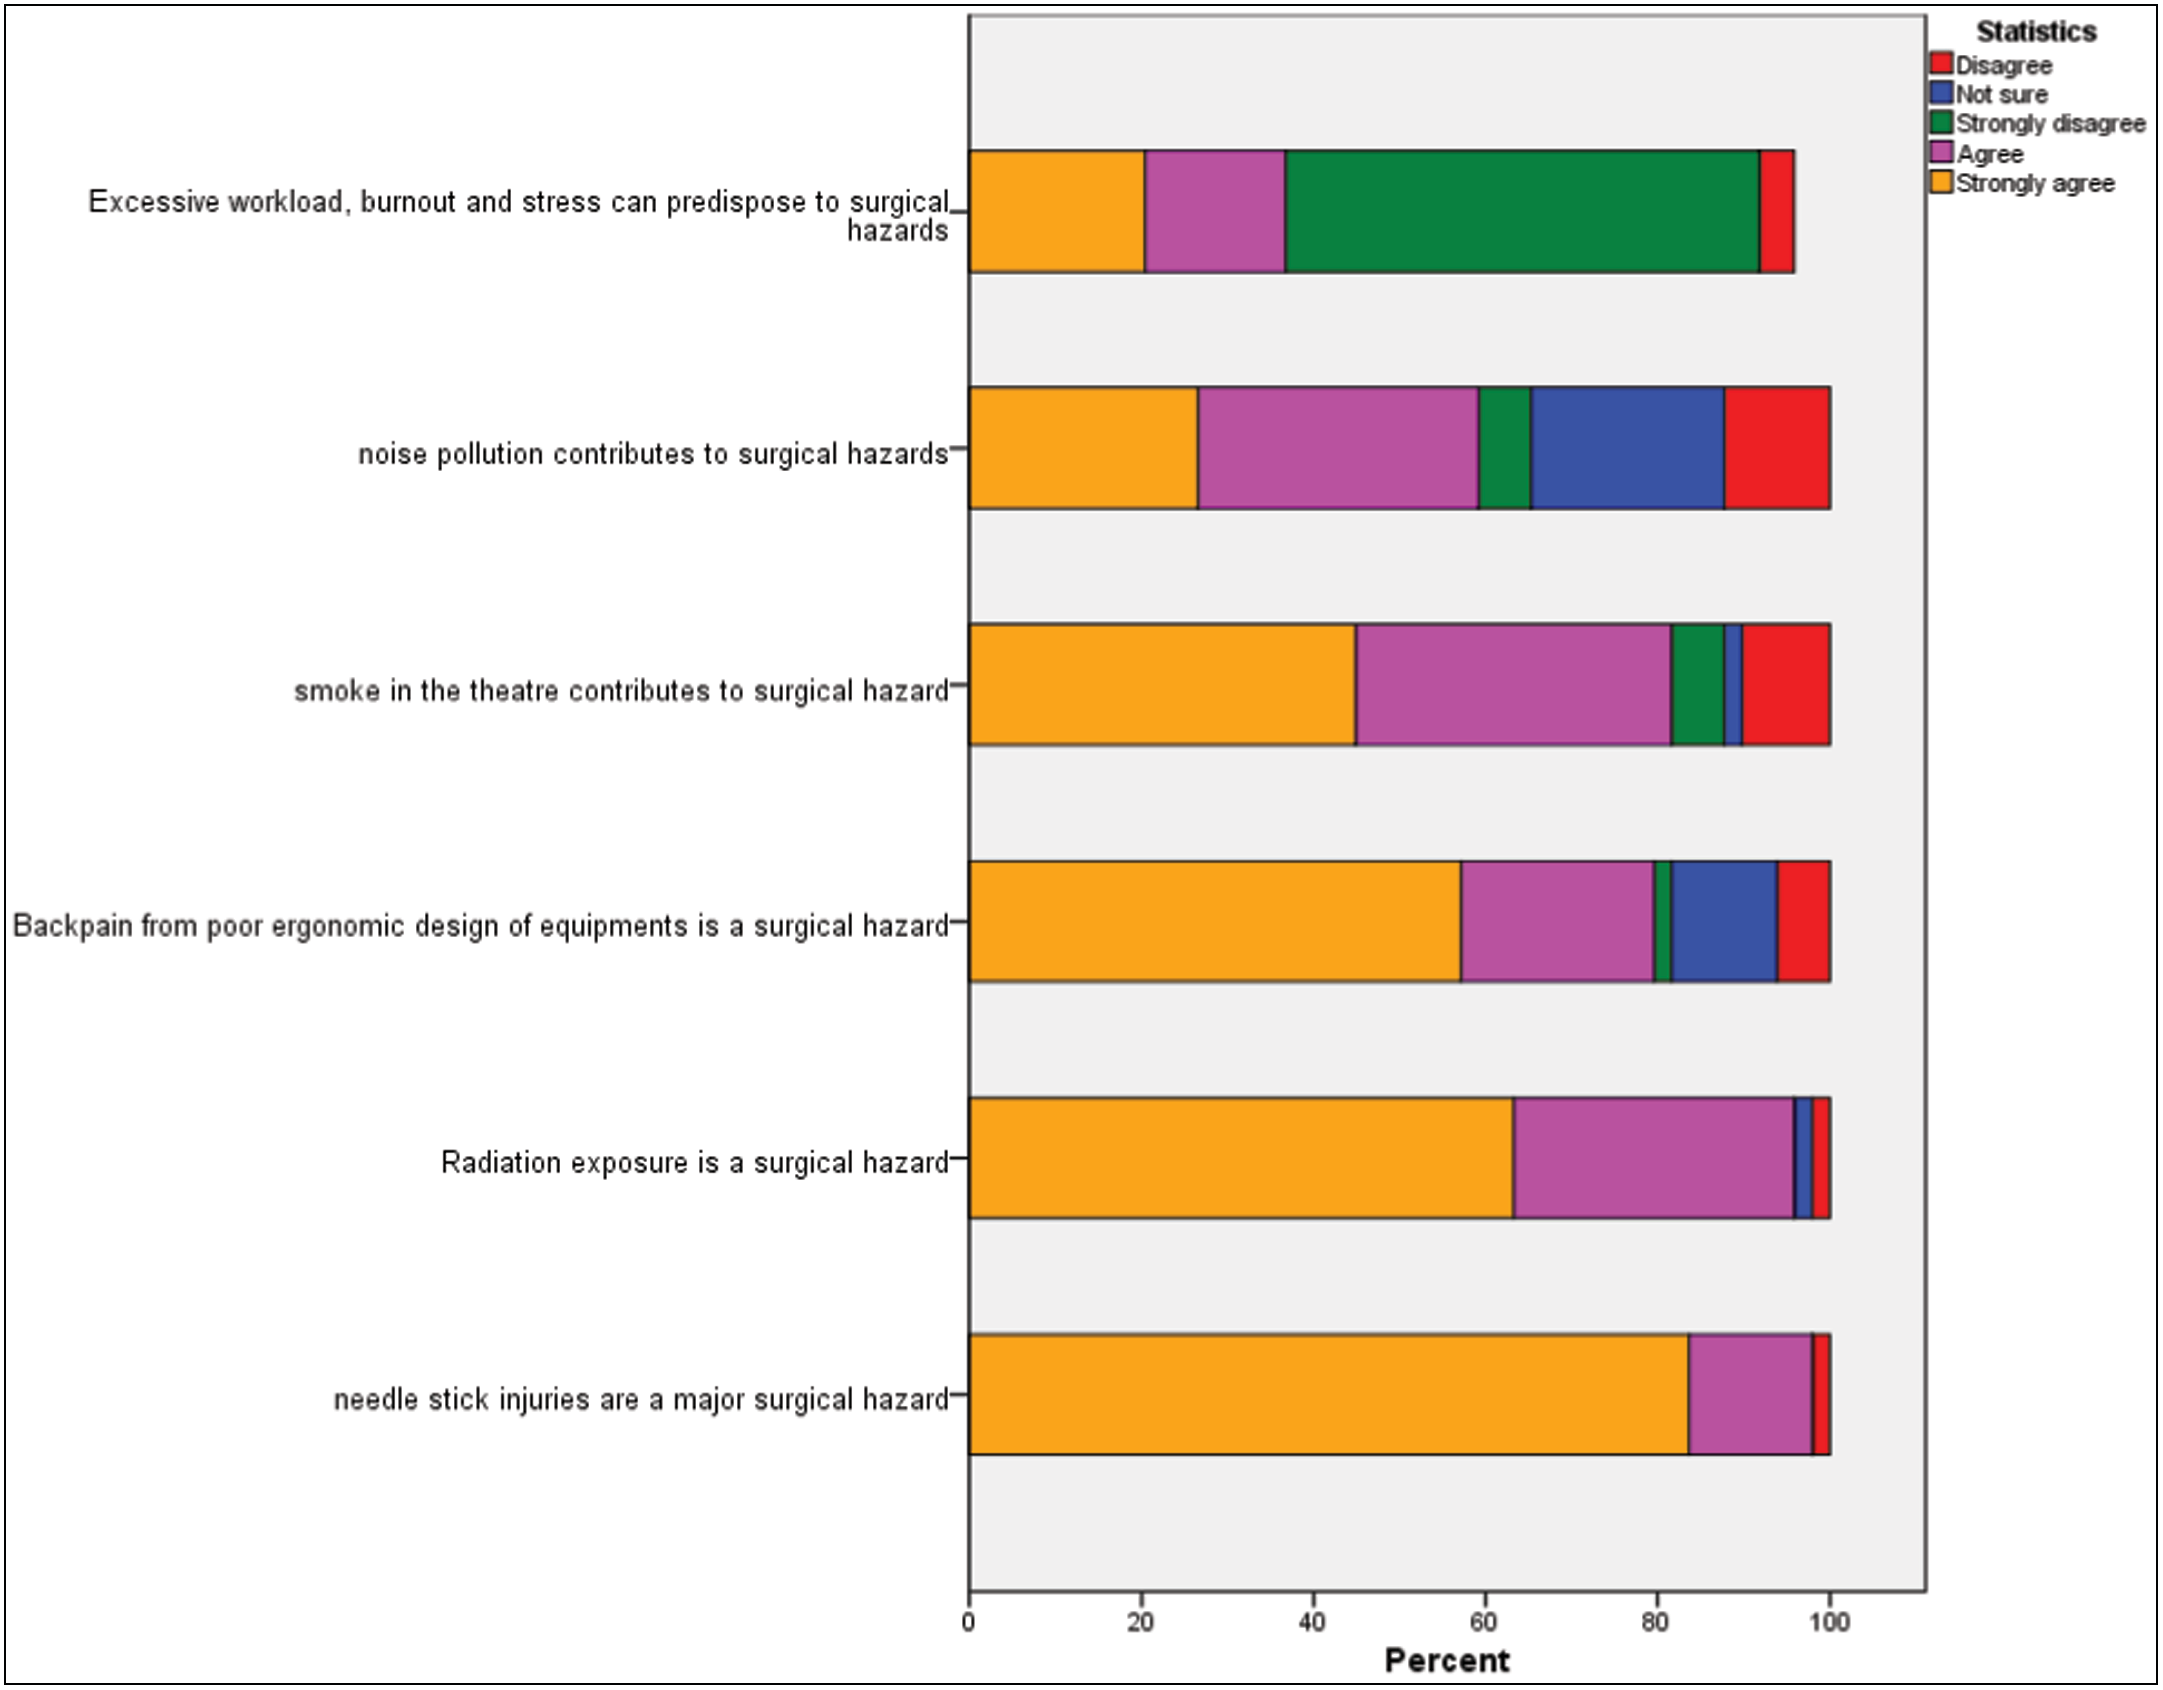 Statistics
Disagree
Not sure
Strongly disagree
Agree
Strongly agree
Excessive workload, burnout and stress can predispose to surgical
hazards
noise pollution contributes to surgical hazards
smoke in the theatre contributes to surgical hazard
Backpain from poor ergonomic design of equipments is a surgical hazard
Radiation exposure is a surgical hazard
needle stick injuries are a major surgical hazard
0 20 40 60 80 100
Percent